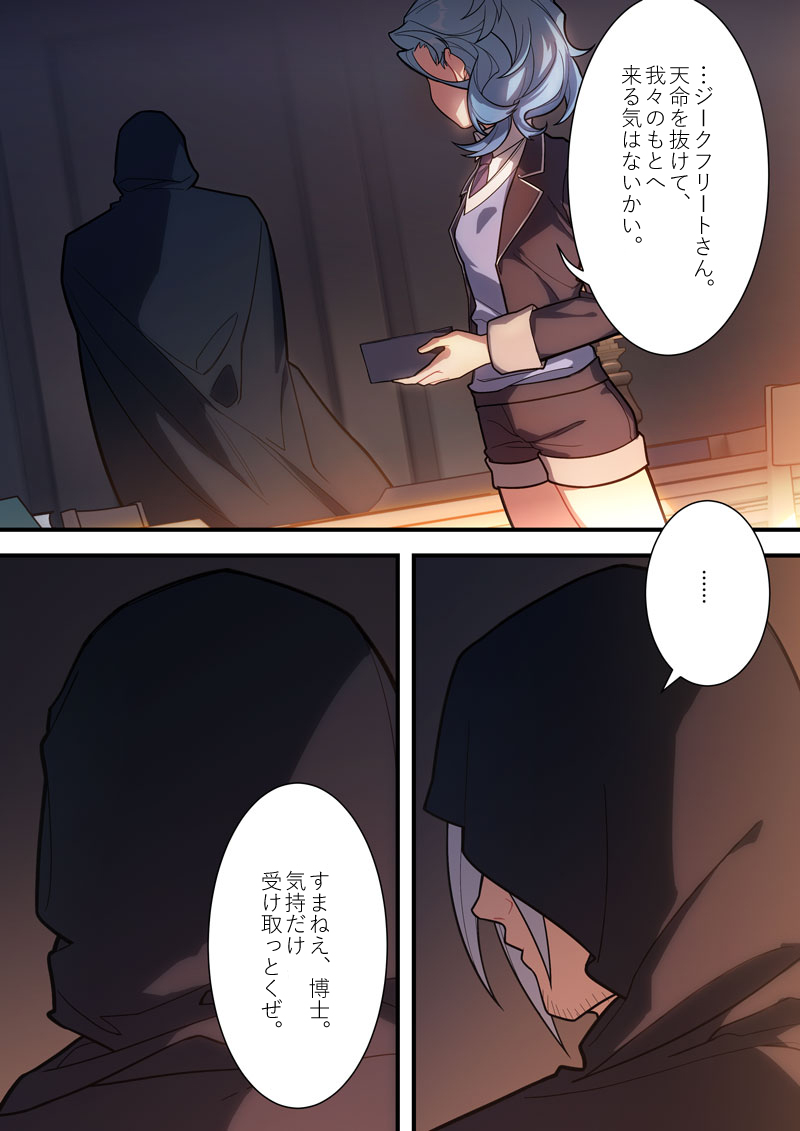 …ジークフリートさん。
天命を抜けて、
我々のもとへ
来る気はないかい。
……
すまねえ、博士。
気持だけ
受け取っとくぜ。